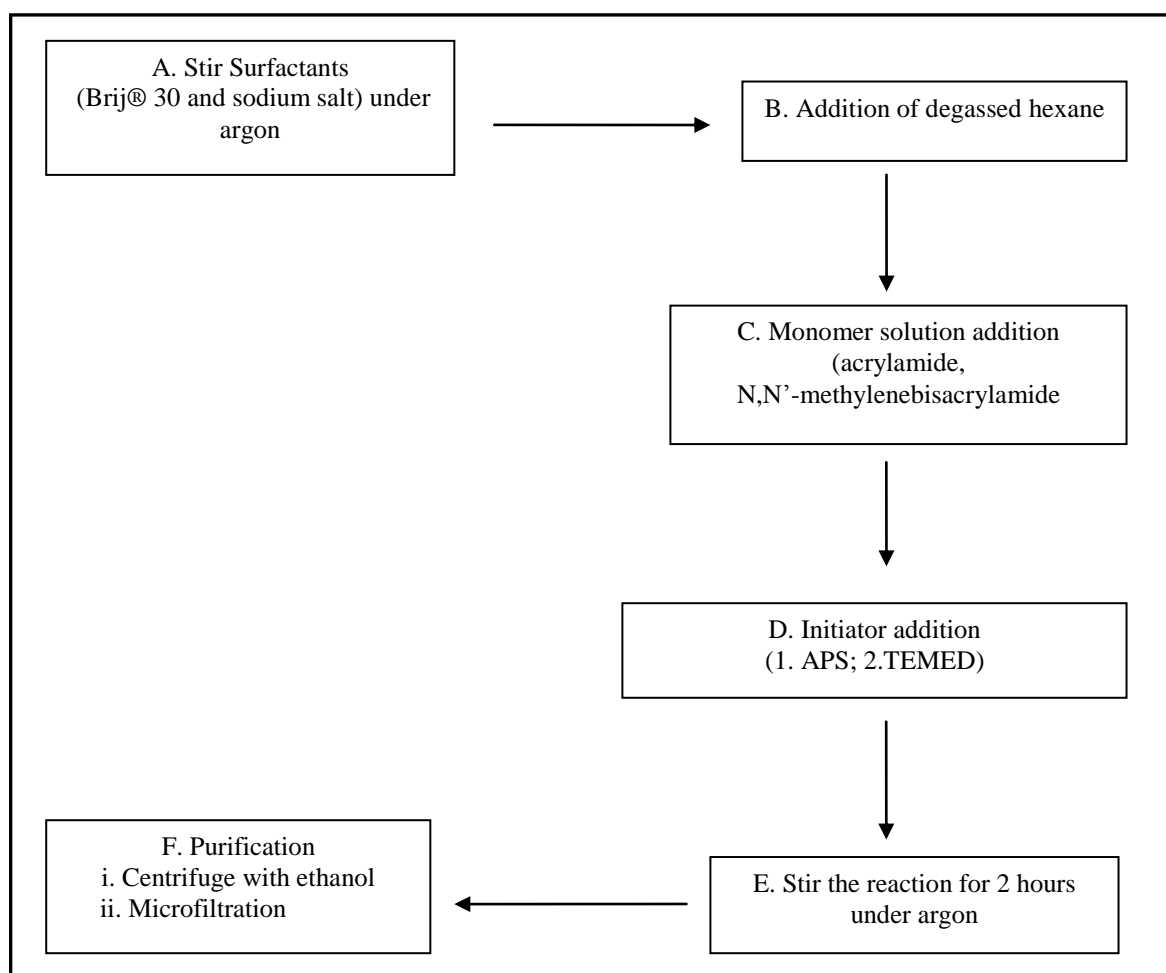 A. Stir Surfactants
(Brij® 30 and sodium salt) under
argon
B. Addition of degassed hexane
C. Monomer solution addition
(acrylamide,
N,N’-methylenebisacrylamide
D. Initiator addition
(1. APS; 2.TEMED)
E. Stir the reaction for 2 hours
under argon
F. Purification
i. Centrifuge with ethanol
ii. Microfiltration